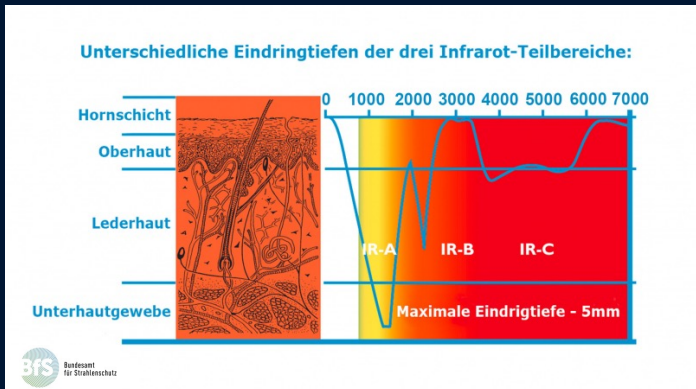 Unterschiedliche Eindringtiefen der drei Infrarot-Teilbereiche:
0 1000 2000 3000 4000 5000 6000 7000
Hornschicht
Oberhaut
Lederhaut
IR-A IR-B IR-C
Unterhautgewebe
Maximale Eindrigtiefe - 5mm
BfS
Bundesamt
für Strahlenschutz